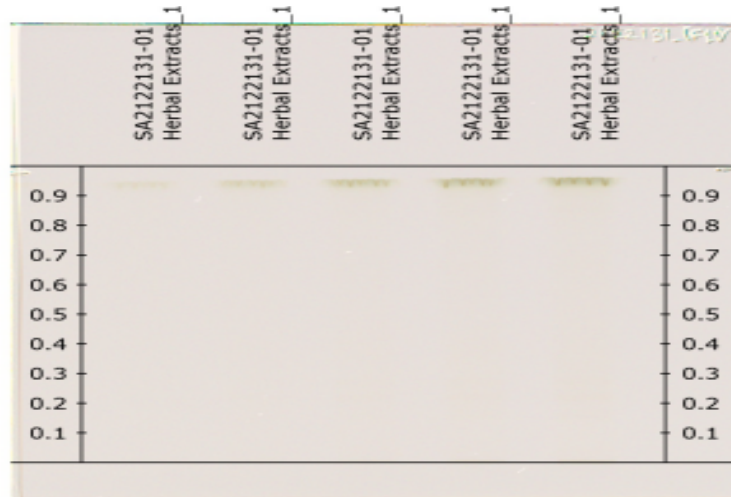 SA2122131-01
Herbal Extracts_1
SA2122131-01
Herbal Extracts_1
SA2122131-01
Herbal Extracts_1
SA2122131-01
Herbal Extracts_1
SA2122131-01
Herbal Extracts_1
0.9 0.9
0.8 0.8
0.7 0.7
0.6 0.6
0.5 0.5
0.4 0.4
0.3 0.3
0.2 0.2
0.1 0.1